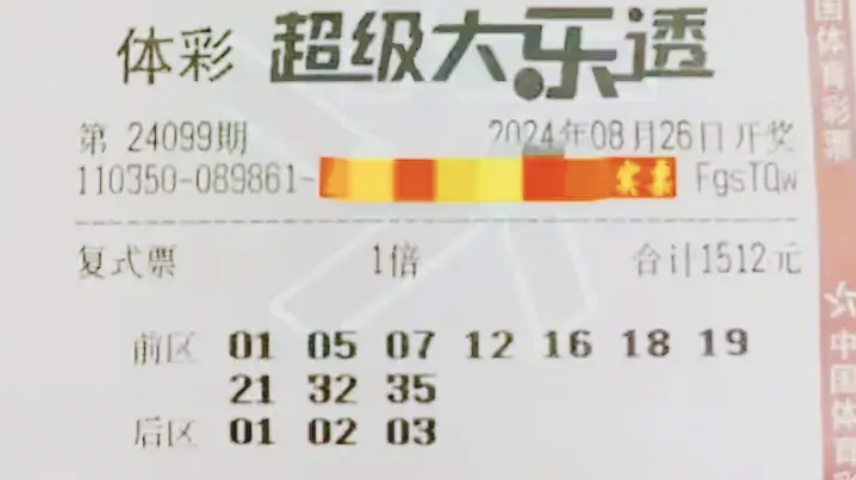 体彩 超级大乐透
第 24099期 2024年08月26日开奖
110350-089861- 实票 FgsTQw
复式票 1倍 合计1512元
前区 01 05 07 12 16 18 19
21 32 35
后区 01 02 03
国体育彩票
中国体育彩